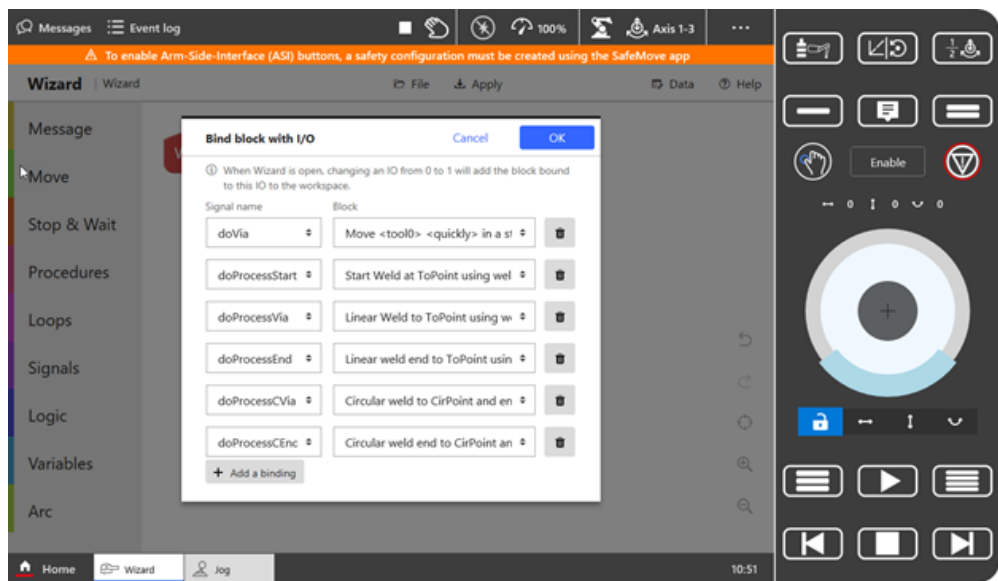 Messages
Event log
100%
Axis 1-3
...
1
2
To enable Arm-Side-Interface (ASI) buttons, a safety configuration must be created using the SafeMove app
Wizard | Wizard
File
Apply
Data
Help
Message
Move
Stop & Wait
Procedures
Loops
Signals
Logic
Variables
Arc
Bind block with I/O
Cancel
OK
When Wizard is open, changing an IO from 0 to 1 will add the block bound
to this IO to the workspace.
Signal name
Block
doVia
Move <tool0> <quickly> in a st
doProcessStart
Start Weld at ToPoint using wel
doProcessVia
Linear Weld to ToPoint using w
doProcessEnd
Linear weld end to ToPoint usin
doProcessCVia
Circular weld to CirPoint and en
doProcessCEnc
Circular weld end to CirPoint an
+ Add a binding
Enable
0
0
0
Home
Wizard
Jog
10:51